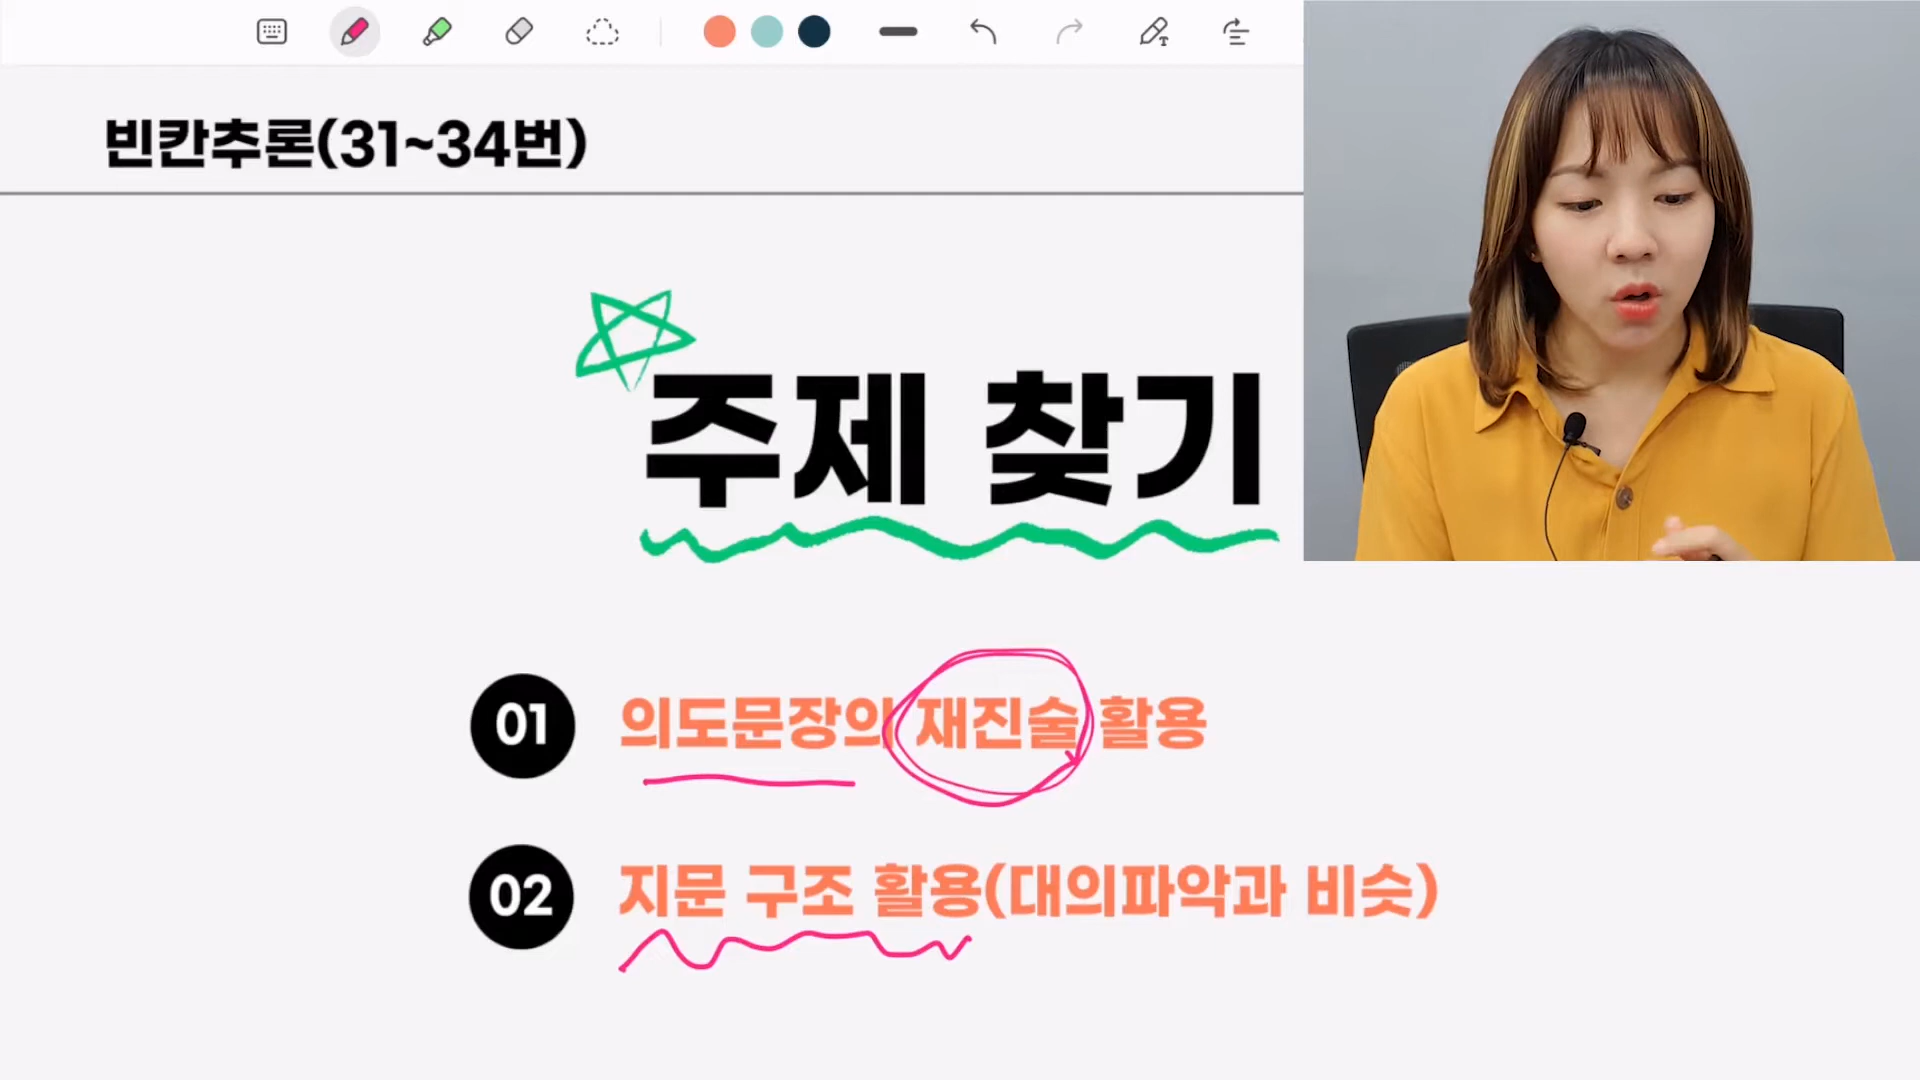 빈칸추론(31~34번)
주제 찾기
01 의도문장의 재진술 활용
02 지문 구조 활용(대의파악과 비슷)